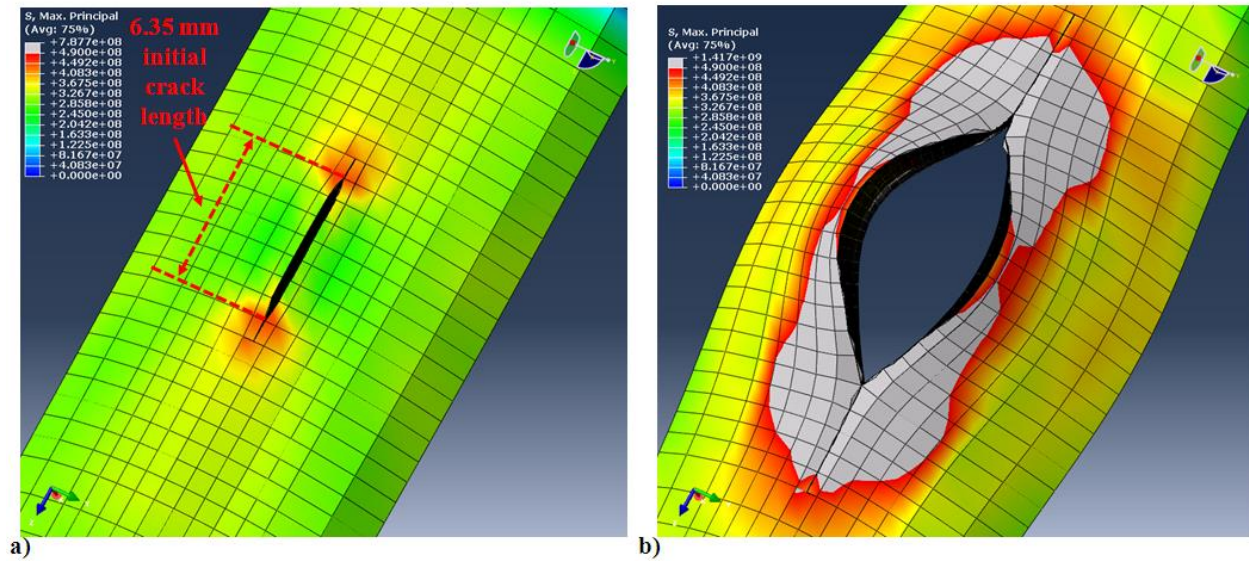 S, Max. Principal
(Avg: 75%)
+7.877e+08
+4.900e+08
+4.492e+08
+4.083e+08
+3.675e+08
+3.267e+08
+2.858e+08
+2.450e+08
+2.042e+08
+1.633e+08
+1.225e+08
+8.167e+07
+4.083e+07
+0.000e+00
6.35 mm
initial
crack
length
a)
S, Max. Principal
(Avg: 75%)
+1.417e+09
+4.900e+08
+4.492e+08
+4.083e+08
+3.675e+08
+3.267e+08
+2.858e+08
+2.450e+08
+2.042e+08
+1.633e+08
+1.225e+08
+8.167e+07
+4.083e+07
+0.000e+00
b)